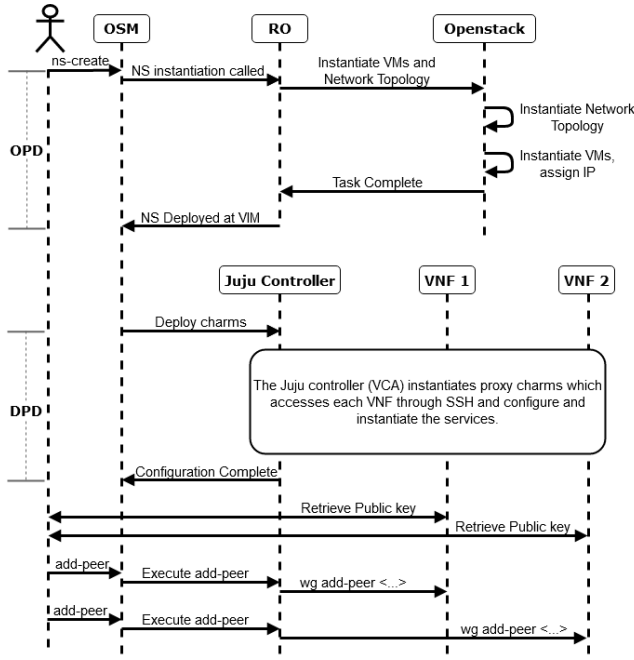 OSM
RO
Openstack
ns-create
NS instantiation called
Instantiate VMs and
Network Topology
Instantiate Network
Topology
OPD
Instantiate VMs,
assign IP
Task Complete
NS Deployed at VIM
Juju Controller
VNF 1
VNF 2
Deploy charms
The Juju controller (VCA) instantiates proxy charms which
accesses each VNF through SSH and configure and
instantiate the services.
DPD
Configuration Complete
Retrieve Public key
Retrieve Public key
add-peer
Execute add-peer
wg add-peer <...>
add-peer
Execute add-peer
wg add-peer <...>